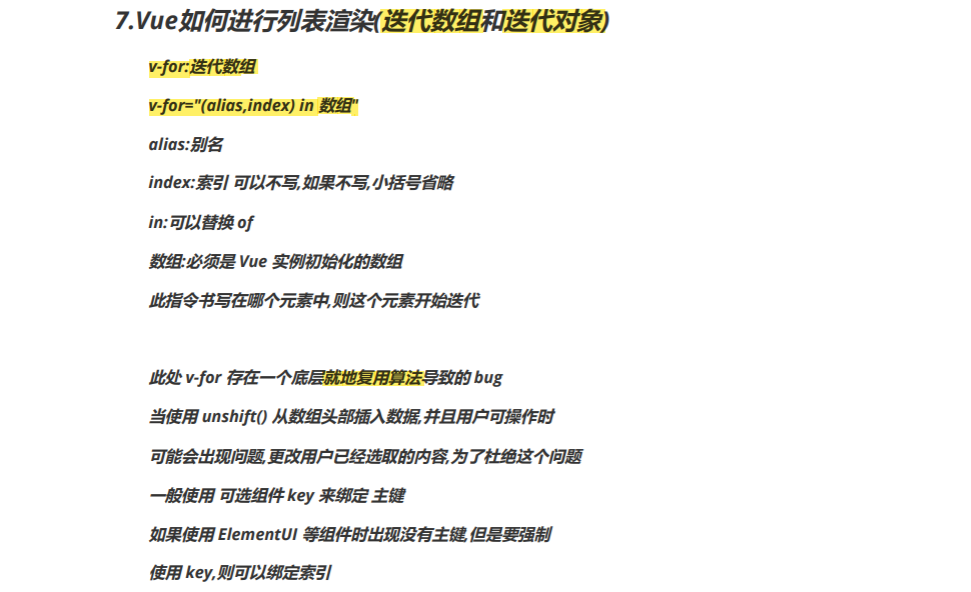 7.Vue如何进行列表渲染(迭代数组和迭代对象)
v-for:迭代数组
v-for="(alias,index) in 数组"
alias:别名
index:索引 可以不写,如果不写,小括号省略
in:可以替换 of
数组:必须是 Vue 实例初始化的数组
此指令书写在哪个元素中,则这个元素开始迭代
此处 v-for 存在一个底层就地复用算法导致的 bug
当使用 unshift() 从数组头部插入数据,并且用户可操作时
可能会出现问题,更改用户已经选取的内容,为了杜绝这个问题
一般使用 可选组件 key 来绑定 主键
如果使用 ElementUI 等组件时出现没有主键,但是要强制
使用 key,则可以绑定索引